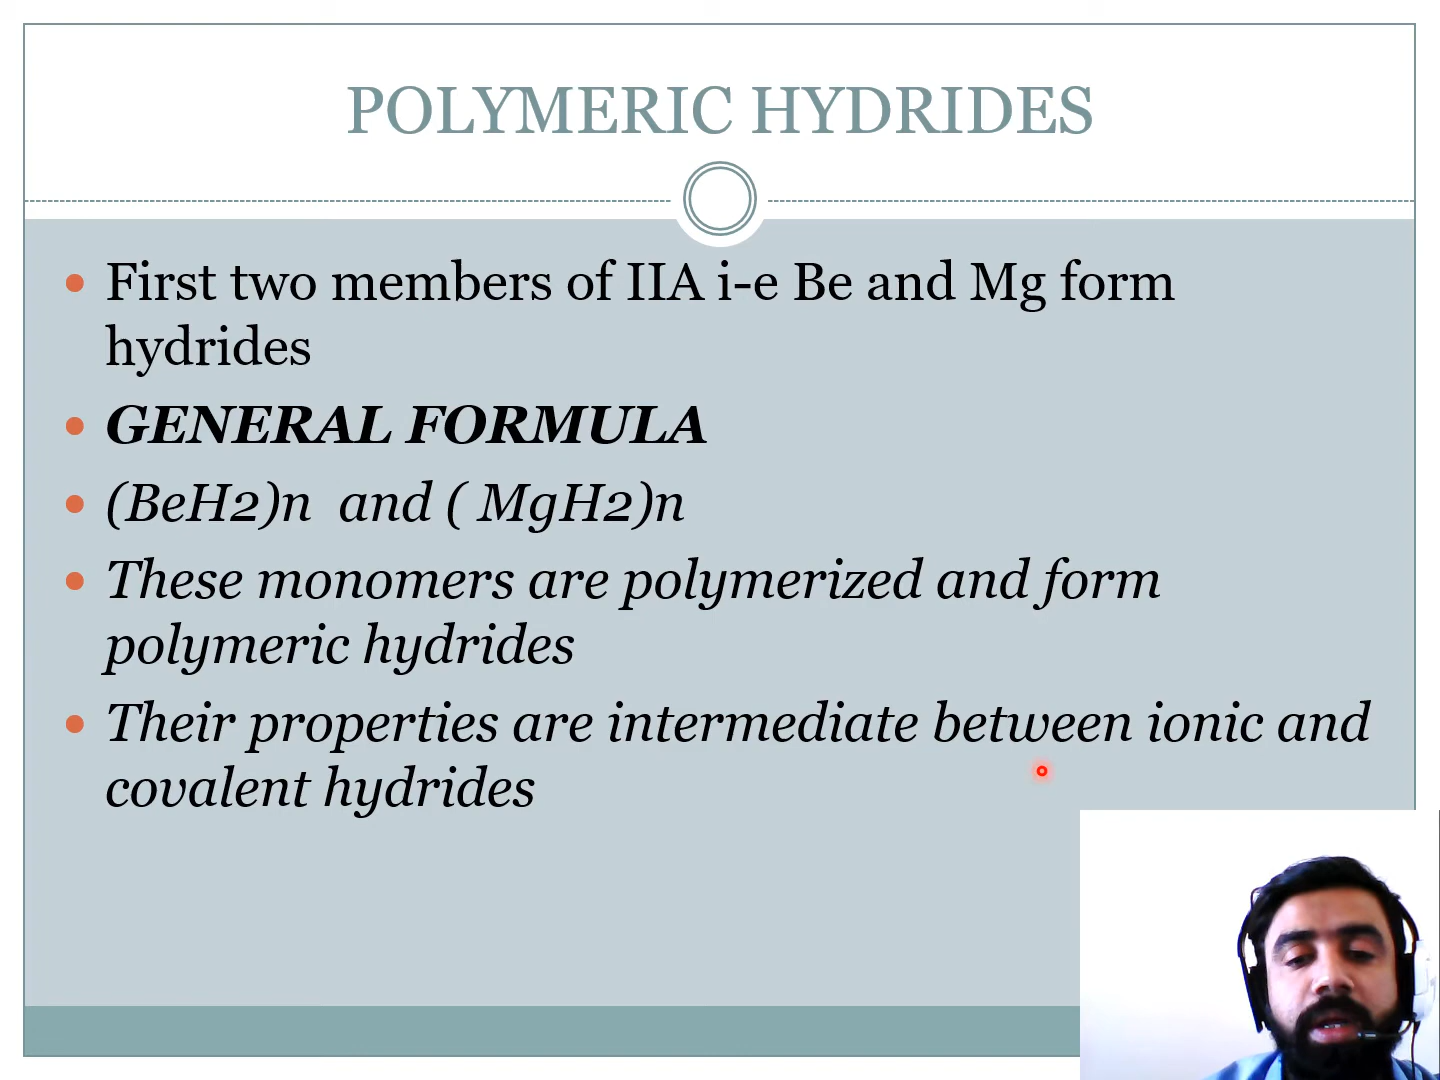 POLYMERIC HYDRIDES
First two members of IIA i-e Be and Mg form
hydrides
GENERAL FORMULA
(BeH2)n and ( MgH2)n
These monomers are polymerized and form
polymeric hydrides
Their properties are intermediate between ionic and
covalent hydrides